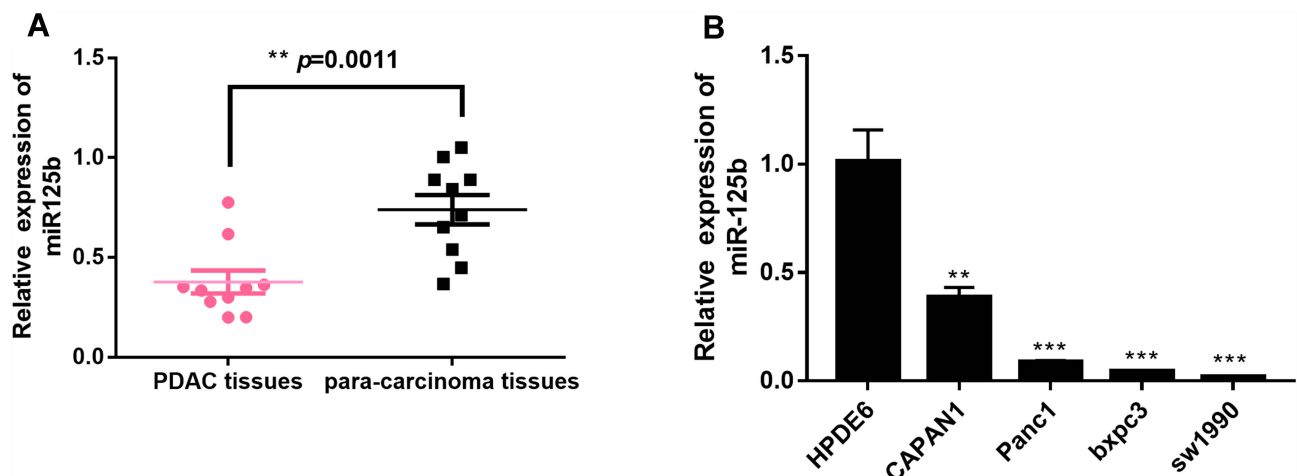 A
Relative expression of
miR125b
1.5
1.0
0.5
0.0
** p=0.0011
PDAC tissues
para-carcinoma tissues
B
Relative expression of
miR-125b
1.5
1.0
0.5
0.0
**
***
***
***
HPDE6
CAPAN1
Panc1
bxpc3
sw1990